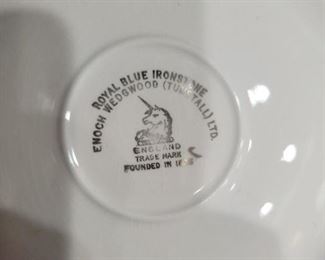 ROYAL BLUE IRONSTONE
ENOCH WEDGWOOD (TUNSTALL) LTD.
ENGLAND
TRADE MARK
FOUNDED IN